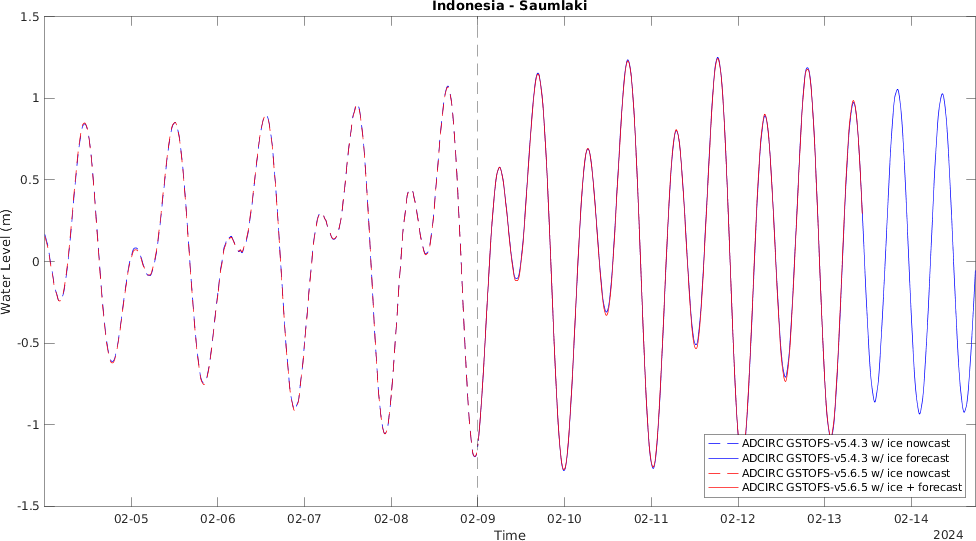 Indonesia - Saumlaki
1.5
1
0.5
0
-0.5
-1
-1.5
Water Level (m)
02-05 02-06 02-07 02-08 02-09 02-10 02-11 02-12 02-13 02-14
Time
2024
ADCIRC GSTOFS-v5.4.3 w/ ice nowcast
ADCIRC GSTOFS-v5.4.3 w/ ice forecast
ADCIRC GSTOFS-v5.6.5 w/ ice nowcast
ADCIRC GSTOFS-v5.6.5 w/ ice + forecast